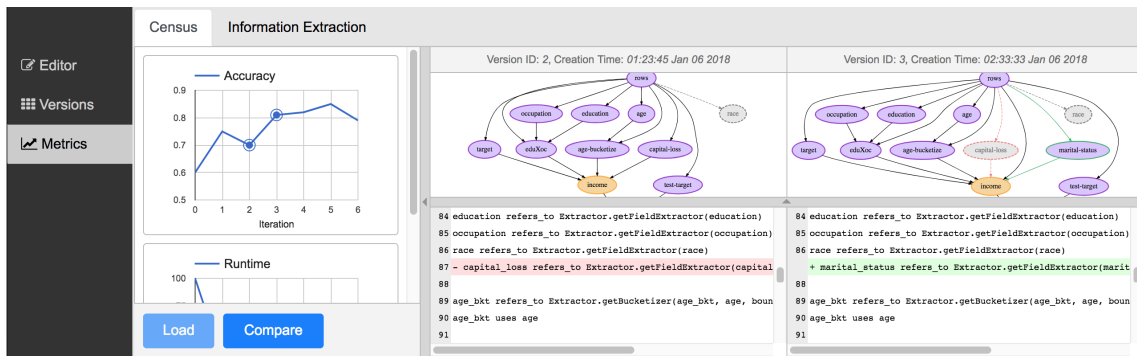 Census
Information Extraction
Editor
Versions
Metrics
Accuracy
0.9
0.8
0.7
0.6
0.5
0 1 2 3 4 5 6
Iteration
Runtime
100
Load
Compare
Version ID: 2, Creation Time: 01:23:45 Jan 06 2018
rows
occupation education age race
target eduXoc age-bucketize capital-loss
income test-target
84 education refers_to Extractor.getFieldExtractor(education)
85 occupation refers_to Extractor.getFieldExtractor(occupation)
86 race refers_to Extractor.getFieldExtractor(race)
87 - capital_loss refers_to Extractor.getFieldExtractor(capital
88
89 age_bkt refers_to Extractor.getBucketizer(age_bkt, age, boun
90 age_bkt uses age
91
Version ID: 3, Creation Time: 02:33:33 Jan 06 2018
rows
occupation education age race
target eduXoc age-bucketize capital-loss marital-status
income test-target
84 education refers_to Extractor.getFieldExtractor(education)
85 occupation refers_to Extractor.getFieldExtractor(occupation)
86 race refers_to Extractor.getFieldExtractor(race)
+ marital_status refers_to Extractor.getFieldExtractor(marit
88
89 age_bkt refers_to Extractor.getBucketizer(age_bkt, age, boun
90 age_bkt uses age
91